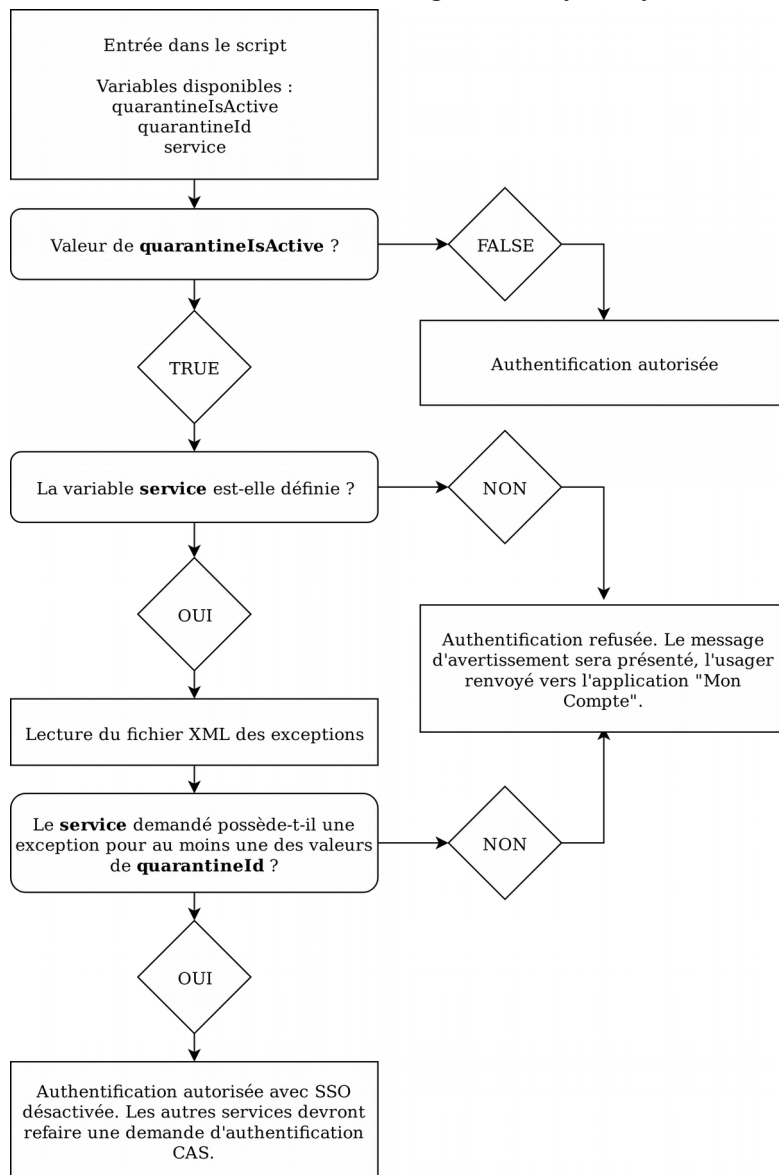 Entrée dans le script
Variables disponibles :
quarantineIsActive
quarantineId
service
Valeur de quarantineIsActive ?
FALSE
TRUE
Authentification autorisée
La variable service est-elle définie ?
NON
OUI
Authentification refusée. Le message
d'avertissement sera présenté, l'usager
renvoyé vers l'application "Mon
Compte".
Lecture du fichier XML des exceptions
Le service demandé possède-t-il une
exception pour au moins une des valeurs
de quarantineId ?
NON
OUI
Authentification autorisée avec SSO
désactivée. Les autres services devront
refaire une demande d'authentification
CAS.